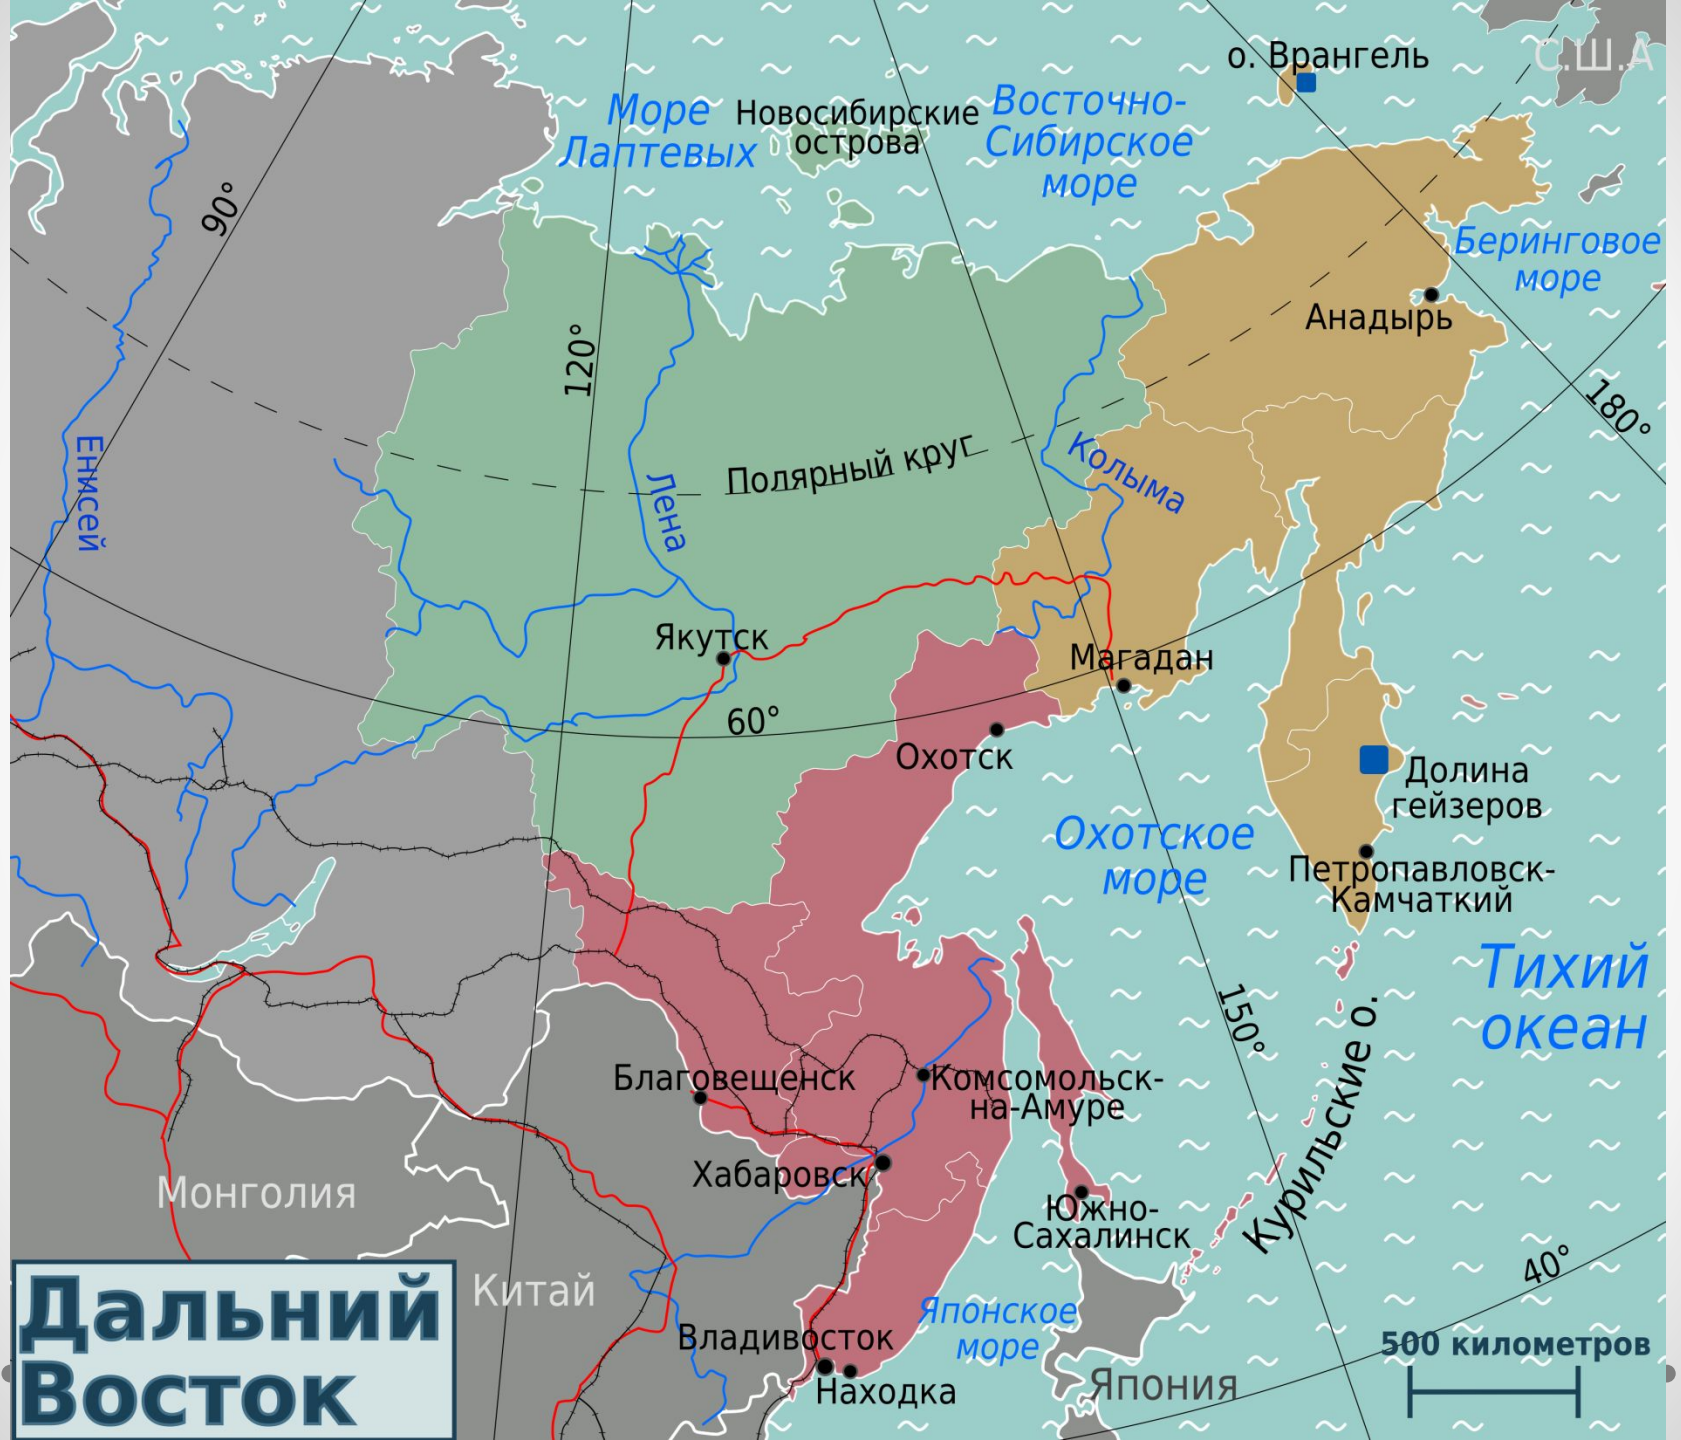 С.Ш.А
о. Врангель
Море
Лаптевых
Новосибирские
острова
Восточно-
Сибирское
море
90°
Беринговое
море
Анадырь
120°
180°
Енисей
Полярный круг
Колыма
Лена
Якутск
Магадан
60°
Охотск
Долина
гейзеров
Охотское
море
Петропавловск-
Камчаткий
Тихий
океан
150°
Курильские о.
Благовещенск
Комсомольск-
на-Амуре
Хабаровск
Монголия
Южно-
Сахалинск
Китай
40°
Японское
море
Владивосток
500 километров
Находка
Япония
Дальний
Восток